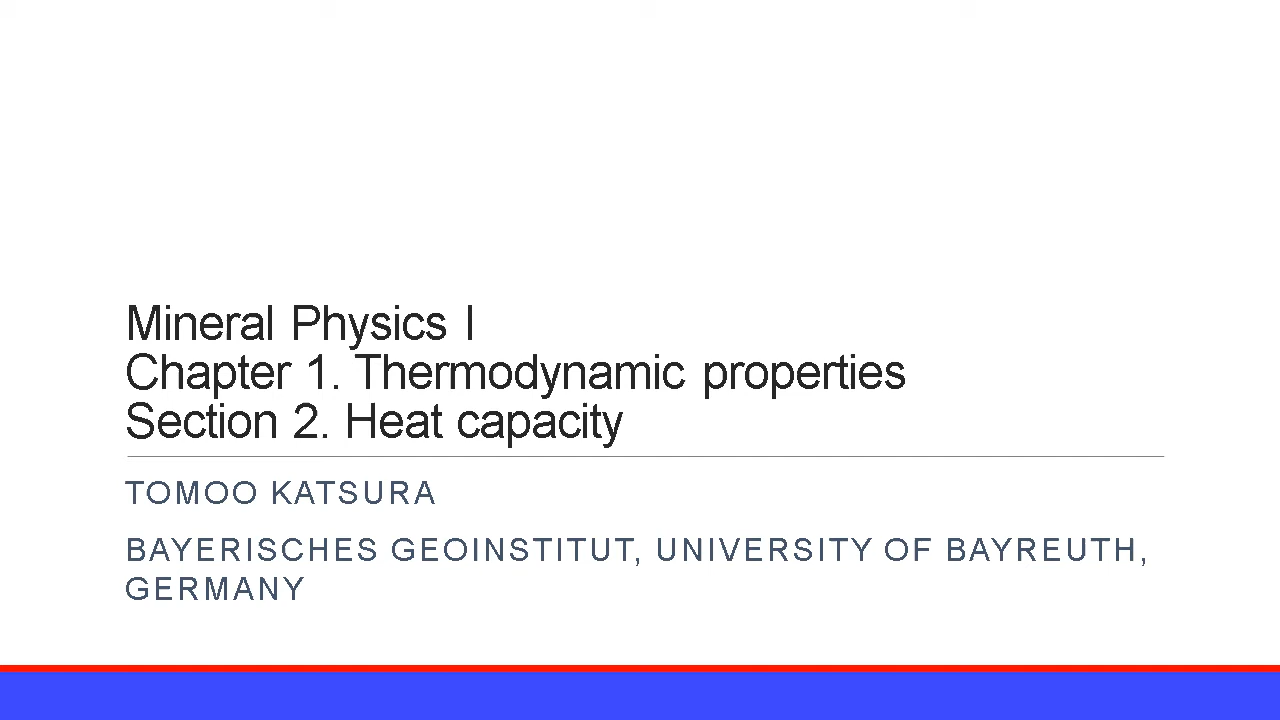 Mineral Physics I
Chapter 1. Thermodynamic properties
Section 2. Heat capacity
TOMOO KATSURA
BAYERISCHES GEOINSTITUT, UNIVERSITY OF BAYREUTH,
GERMANY